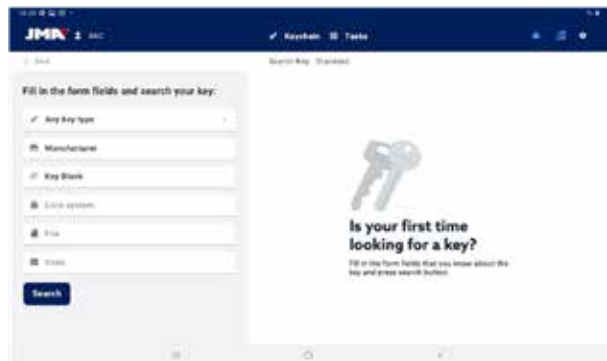 JMA
Keychain Tasks
Back
Search Key Standard
Fill in the form fields and search your key:
Any key type
Manufacturer
Key Blank
Lock system
Search
Is your first time
looking for a key?
Fill in the form fields that you know about the
key and press search button.